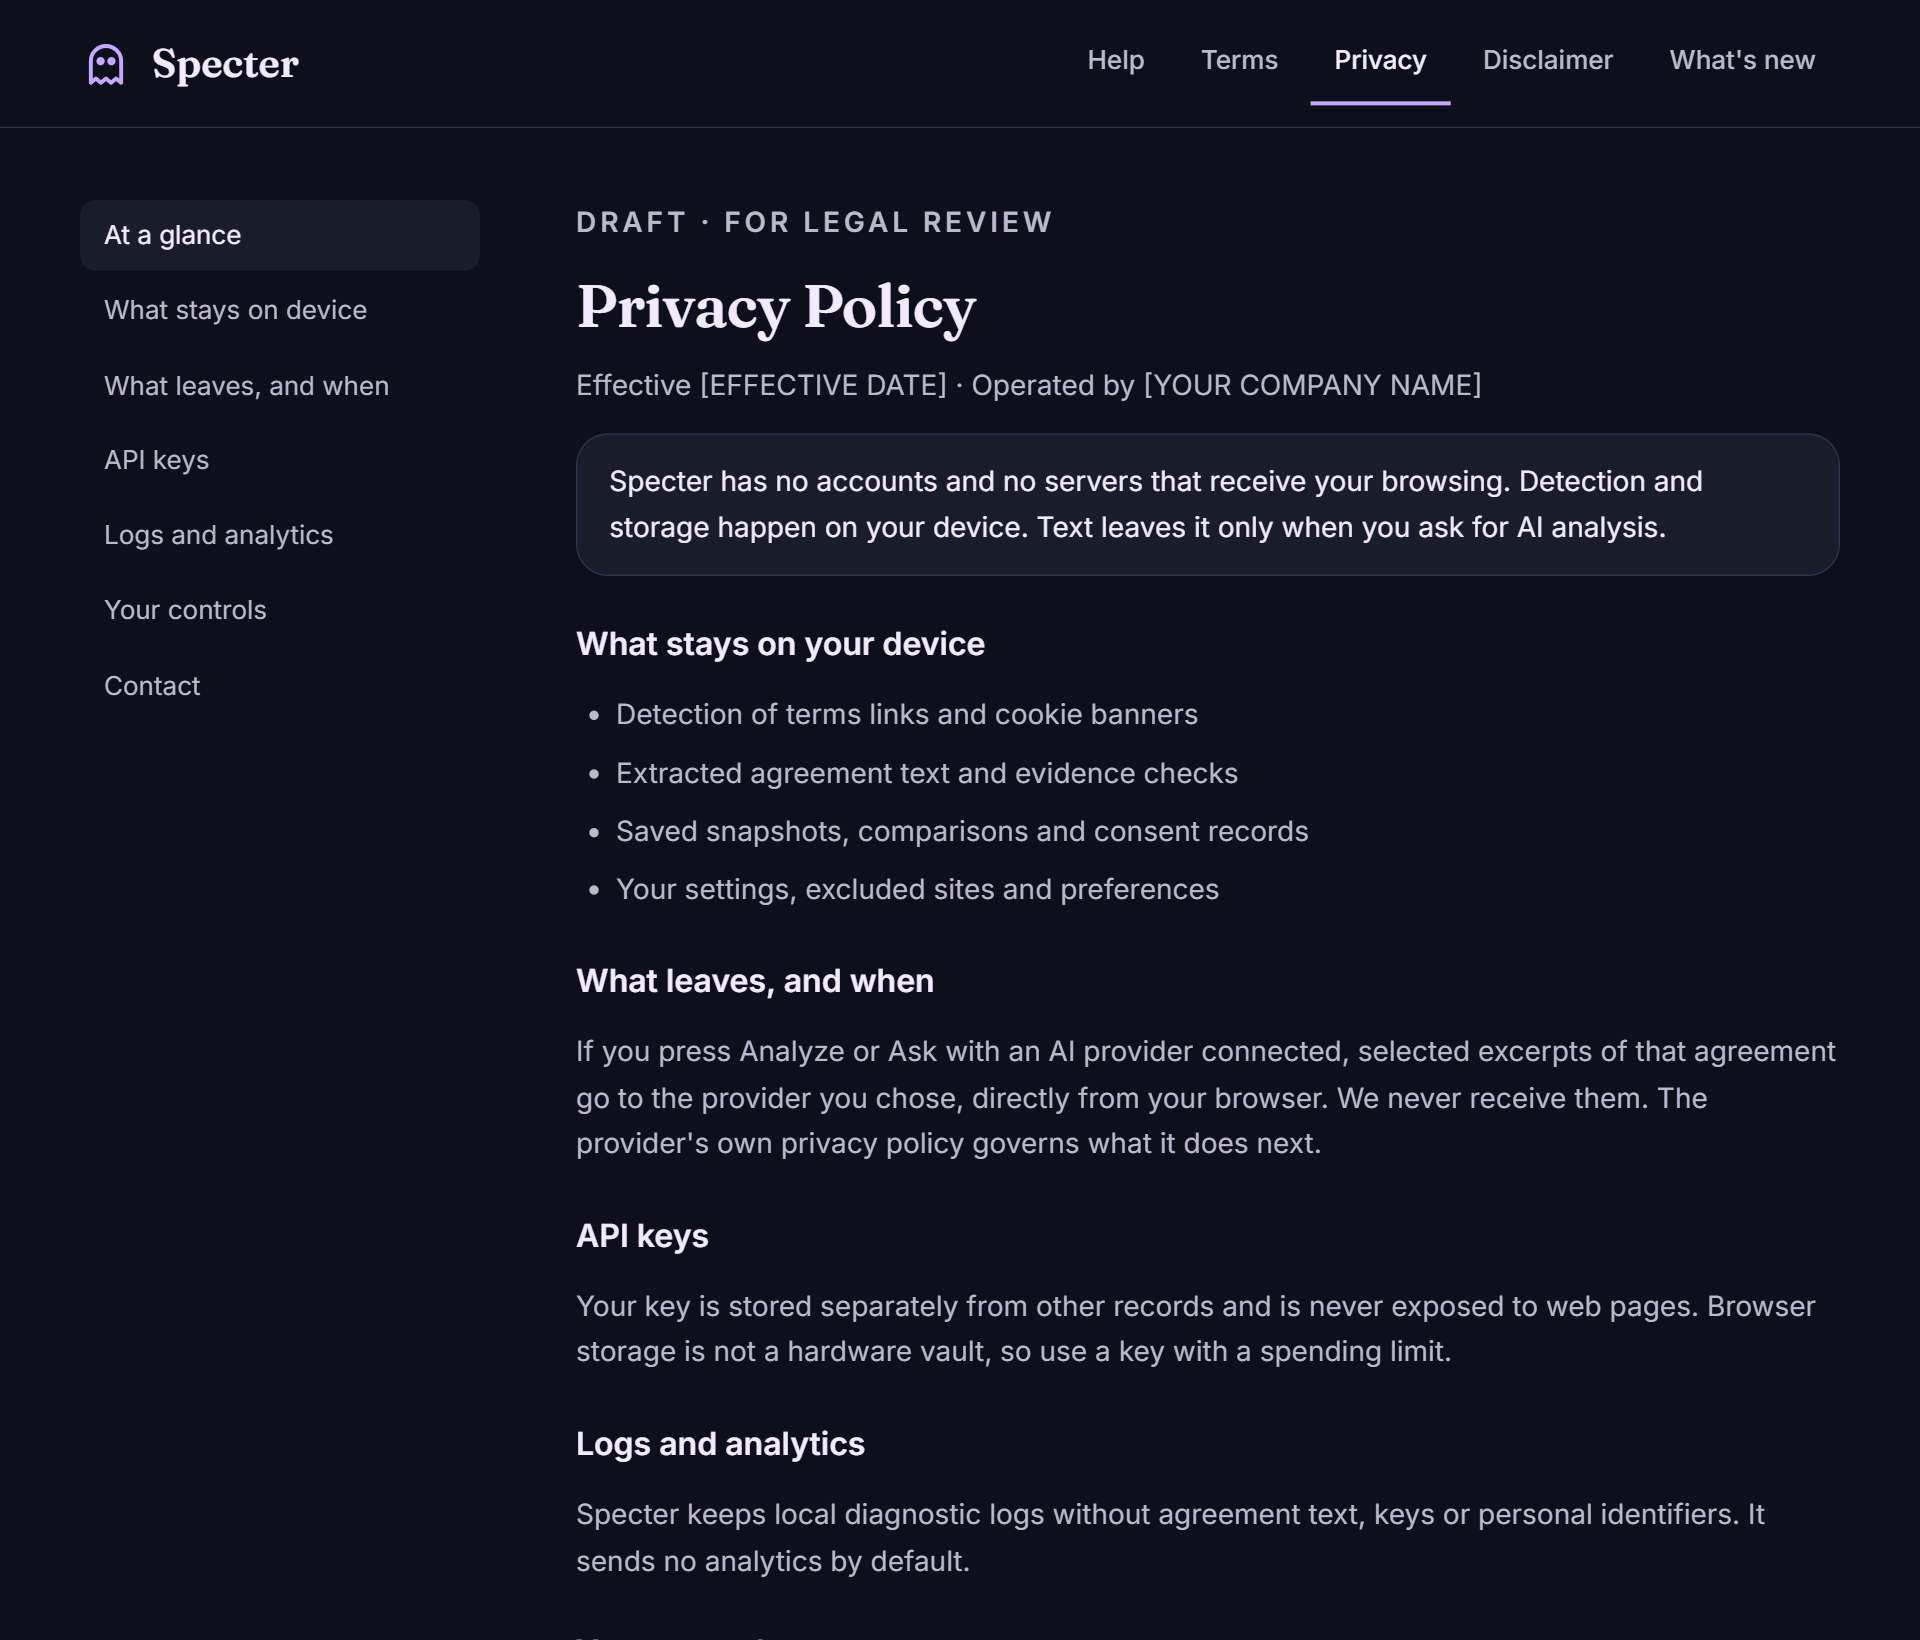 Specter
Help
Terms
Privacy
Disclaimer
What's new
At a glance
What stays on device
What leaves, and when
API keys
Logs and analytics
Your controls
Contact
DRAFT · FOR LEGAL REVIEW
Privacy Policy
Effective [EFFECTIVE DATE] · Operated by [YOUR COMPANY NAME]
Specter has no accounts and no servers that receive your browsing. Detection and
storage happen on your device. Text leaves it only when you ask for AI analysis.
What stays on your device
• Detection of terms links and cookie banners
• Extracted agreement text and evidence checks
• Saved snapshots, comparisons and consent records
• Your settings, excluded sites and preferences
What leaves, and when
If you press Analyze or Ask with an AI provider connected, selected excerpts of that agreement
go to the provider you chose, directly from your browser. We never receive them. The
provider's own privacy policy governs what it does next.
API keys
Your key is stored separately from other records and is never exposed to web pages. Browser
storage is not a hardware vault, so use a key with a spending limit.
Logs and analytics
Specter keeps local diagnostic logs without agreement text, keys or personal identifiers. It
sends no analytics by default.